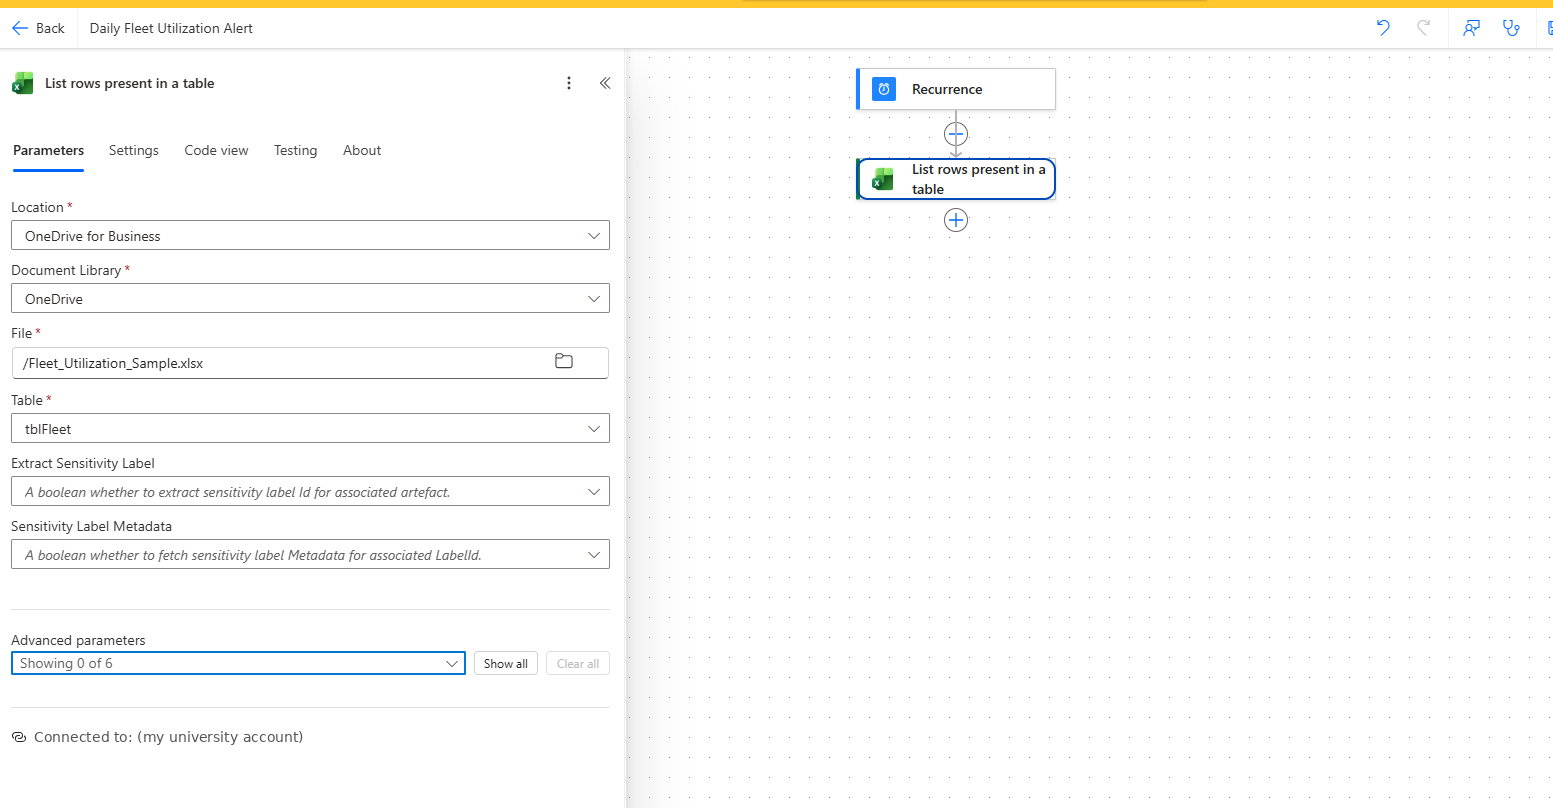 Back
Daily Fleet Utilization Alert
List rows present in a table
Parameters
Settings
Code view
Testing
About
Location *
OneDrive for Business
Document Library *
OneDrive
File *
/Fleet_Utilization_Sample.xlsx
Table *
tblFleet
Extract Sensitivity Label
A boolean whether to extract sensitivity label Id for associated artefact.
Sensitivity Label Metadata
A boolean whether to fetch sensitivity label Metadata for associated LabelId.
Advanced parameters
Showing 0 of 6
Show all
Clear all
Connected to: (my university account)
Recurrence
List rows present in a
table